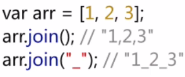 var arr = [1, 2, 3];
arr.join(); // "1,2,3"
arr.join("_"); // "1_2_3"